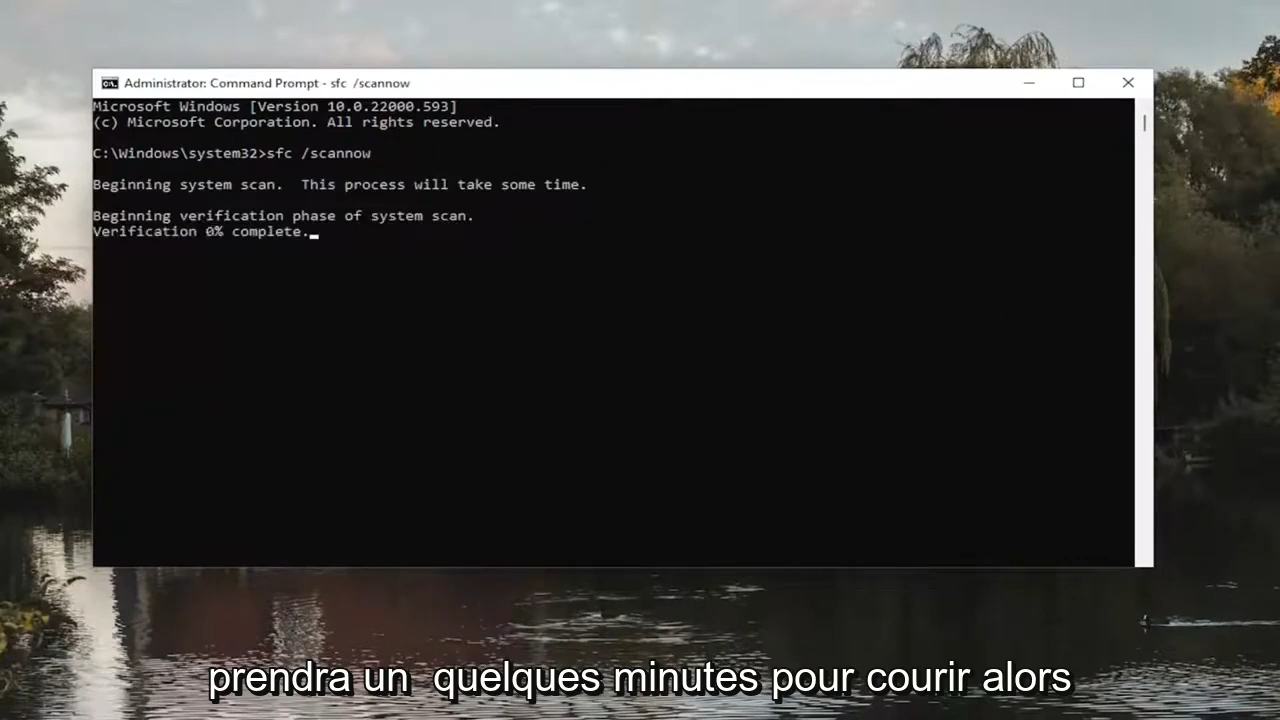 Administrator: Command Prompt - sfc /scannow
Microsoft Windows [Version 10.0.22000.593]
(c) Microsoft Corporation. All rights reserved.
C:\Windows\system32>sfc /scannow
Beginning system scan.  This process will take some time.
Beginning verification phase of system scan.
Verification 0% complete.
prendra un  quelques minutes pour courir alors